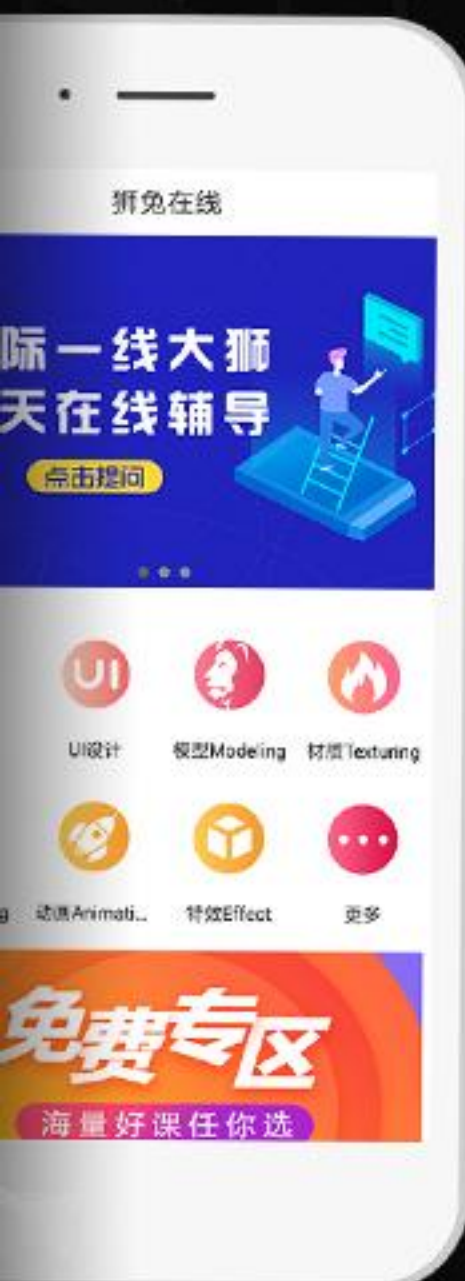 狮兔在线
际一线大狮
天在线辅导
点击提问
UI
UI设计
模型Modeling
材质Texturing
g
动画Animati...
特效Effect
更多
免费专区
海量好课任你选